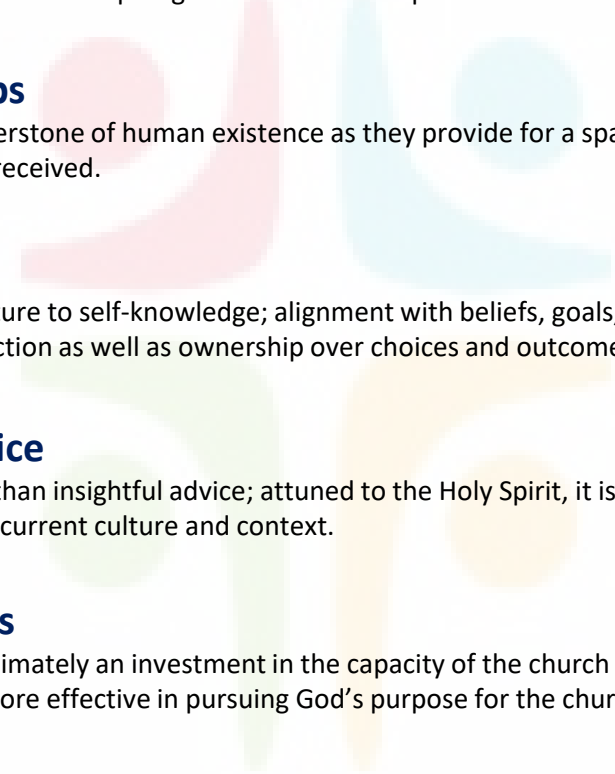 ps
erstone of human existence as they provide for a spa
received.
ture to self-knowledge; alignment with beliefs, goals,
ction as well as ownership over choices and outcome
ice
than insightful advice; attuned to the Holy Spirit, it is
current culture and context.
s
timately an investment in the capacity of the church
ore effective in pursuing God's purpose for the chur